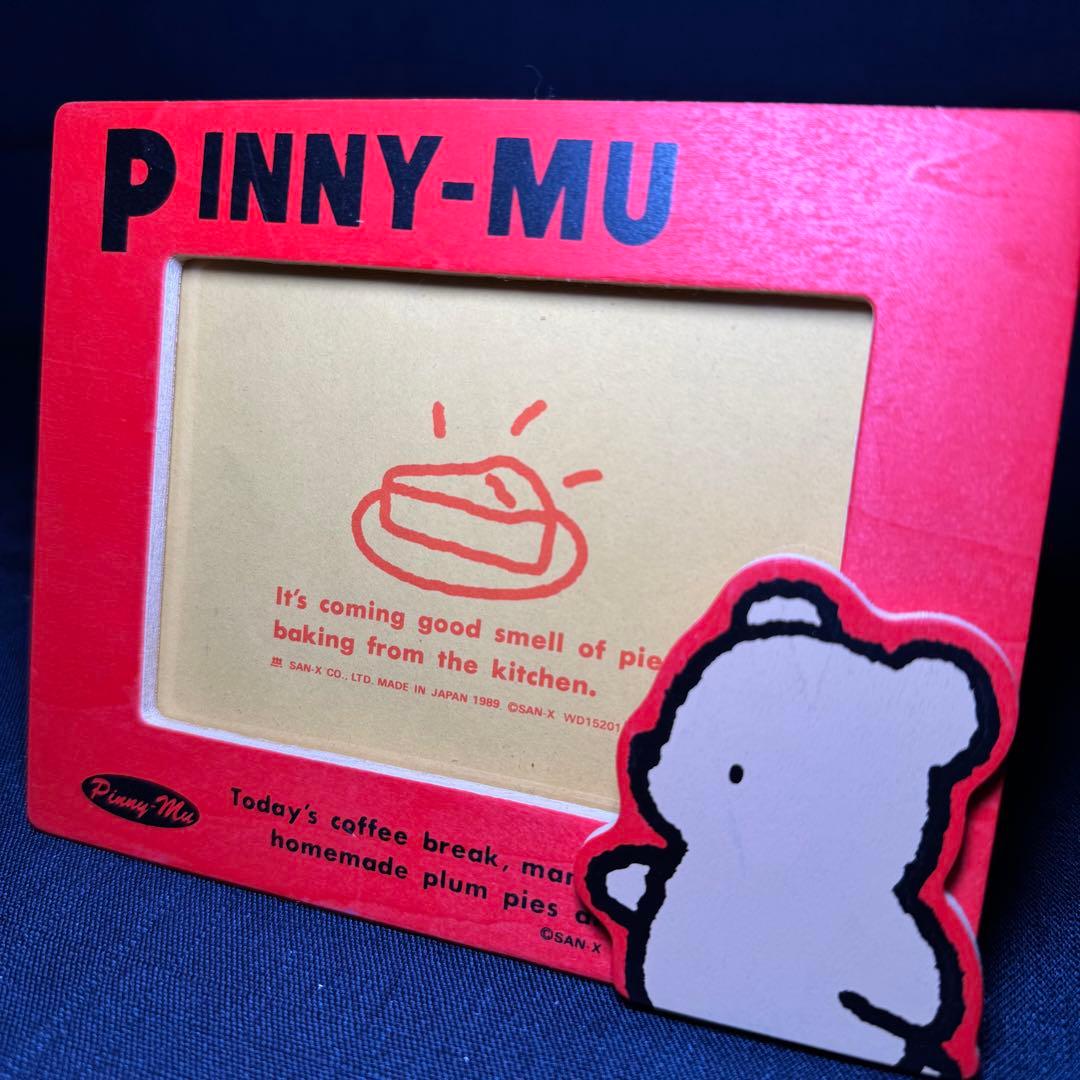 PINNY-MU
It's coming good smell of pie
baking from the kitchen.
SAN-X CO., LTD. MADE IN JAPAN 1989. ©SAN-X WD15201
Pinny-Mu
Today's coffee break,
homemade plum pies
©SAN-X